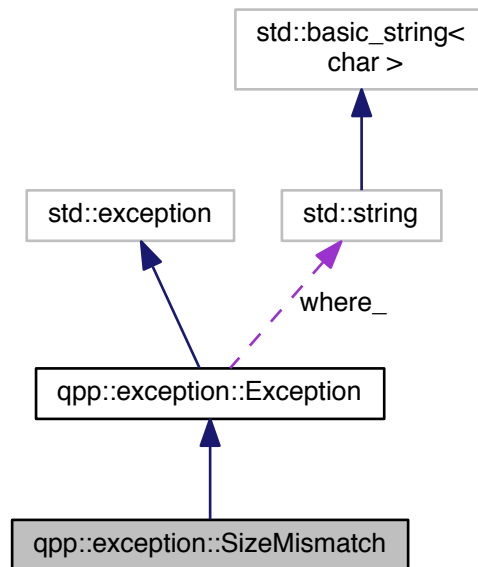 std::basic_string<
char >
std::exception
std::string
where_
qpp::exception::Exception
qpp::exception::SizeMismatch